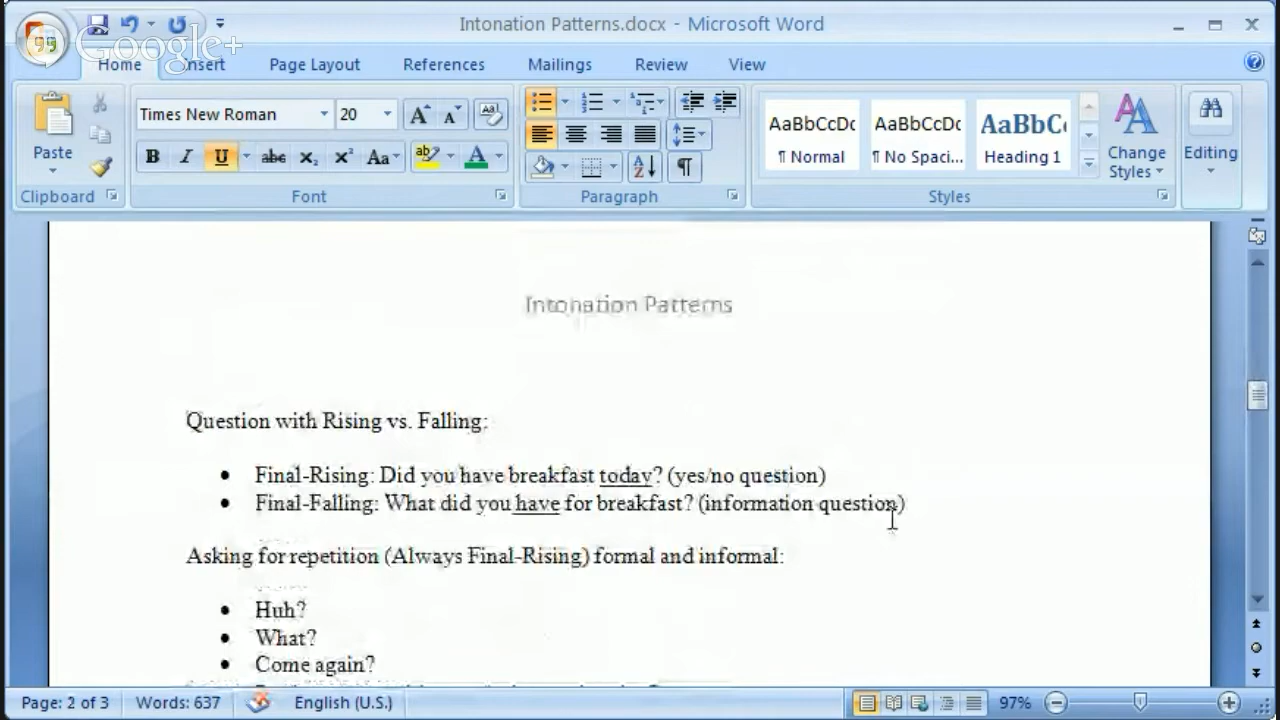 Intonation Patterns.docx - Microsoft Word
Google+
Home Insert Page Layout References Mailings Review View
Paste
Times New Roman 20
B I U abc X₂ X² Aa
AaBbCcDc AaBbCcDc AaBbC
¶ Normal ¶ No Spaci... Heading 1
Change Styles
Editing
Clipboard Font Paragraph Styles
Intonation Patterns
Question with Rising vs. Falling:
• Final-Rising: Did you have breakfast today? (yes/no question)
• Final-Falling: What did you have for breakfast? (information question)
Asking for repetition (Always Final-Rising) formal and informal:
• Huh?
• What?
• Come again?
Page: 2 of 3 Words: 637 English (U.S.) 97%